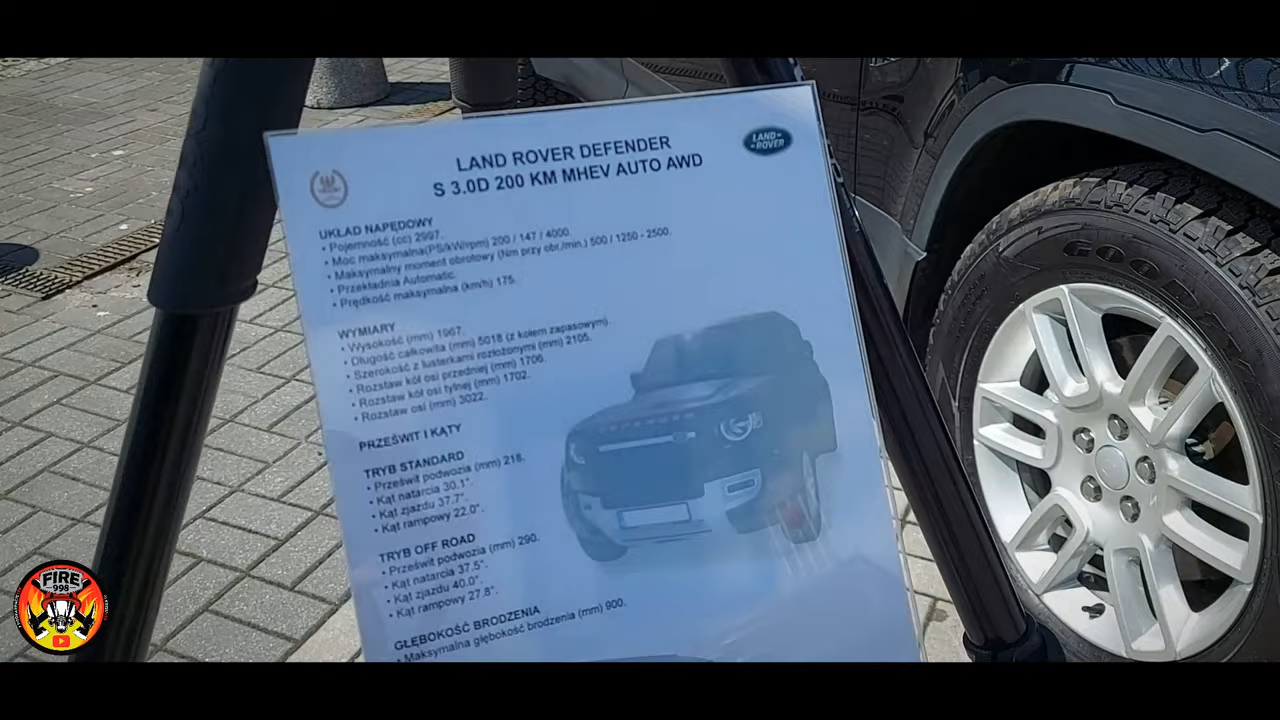 LAND ROVER DEFENDER
S 3.0D 200 KM MHEV AUTO AWD
LAND-
-ROVER
UKŁAD NAPĘDOWY
• Pojemność (cc) 2997.
• Moc maksymalna(PS/kW/rpm) 200 / 147 / 4000.
• Maksymalny moment obrotowy (Nm przy obr./min.) 500 / 1250 - 2500.
• Przekładnia Automatic.
• Prędkość maksymalna (km/h) 175.
WYMIARY
• Wysokość (mm) 1967.
• Długość całkowita (mm) 5018 (z kołem zapasowym).
• Szerokość z lusterkami rozłożonymi (mm) 2105.
• Rozstaw kół osi przedniej (mm) 1706.
• Rozstaw kół osi tylnej (mm) 1702.
• Rozstaw osi (mm) 3022.
PRZEŚWIT I KĄTY
TRYB STANDARD
• Prześwit podwozia (mm) 218.
• Kąt natarcia 30.1°.
• Kąt zjazdu 37.7°.
• Kąt rampowy 22.0°.
TRYB OFF ROAD
• Prześwit podwozia (mm) 290.
• Kąt natarcia 37.5°.
• Kąt zjazdu 40.0°.
• Kąt rampowy 27.8°.
GŁĘBOKOŚĆ BRODZENIA
• Maksymalna głębokość brodzenia (mm) 900.
GOODYEAR
FIRE
998